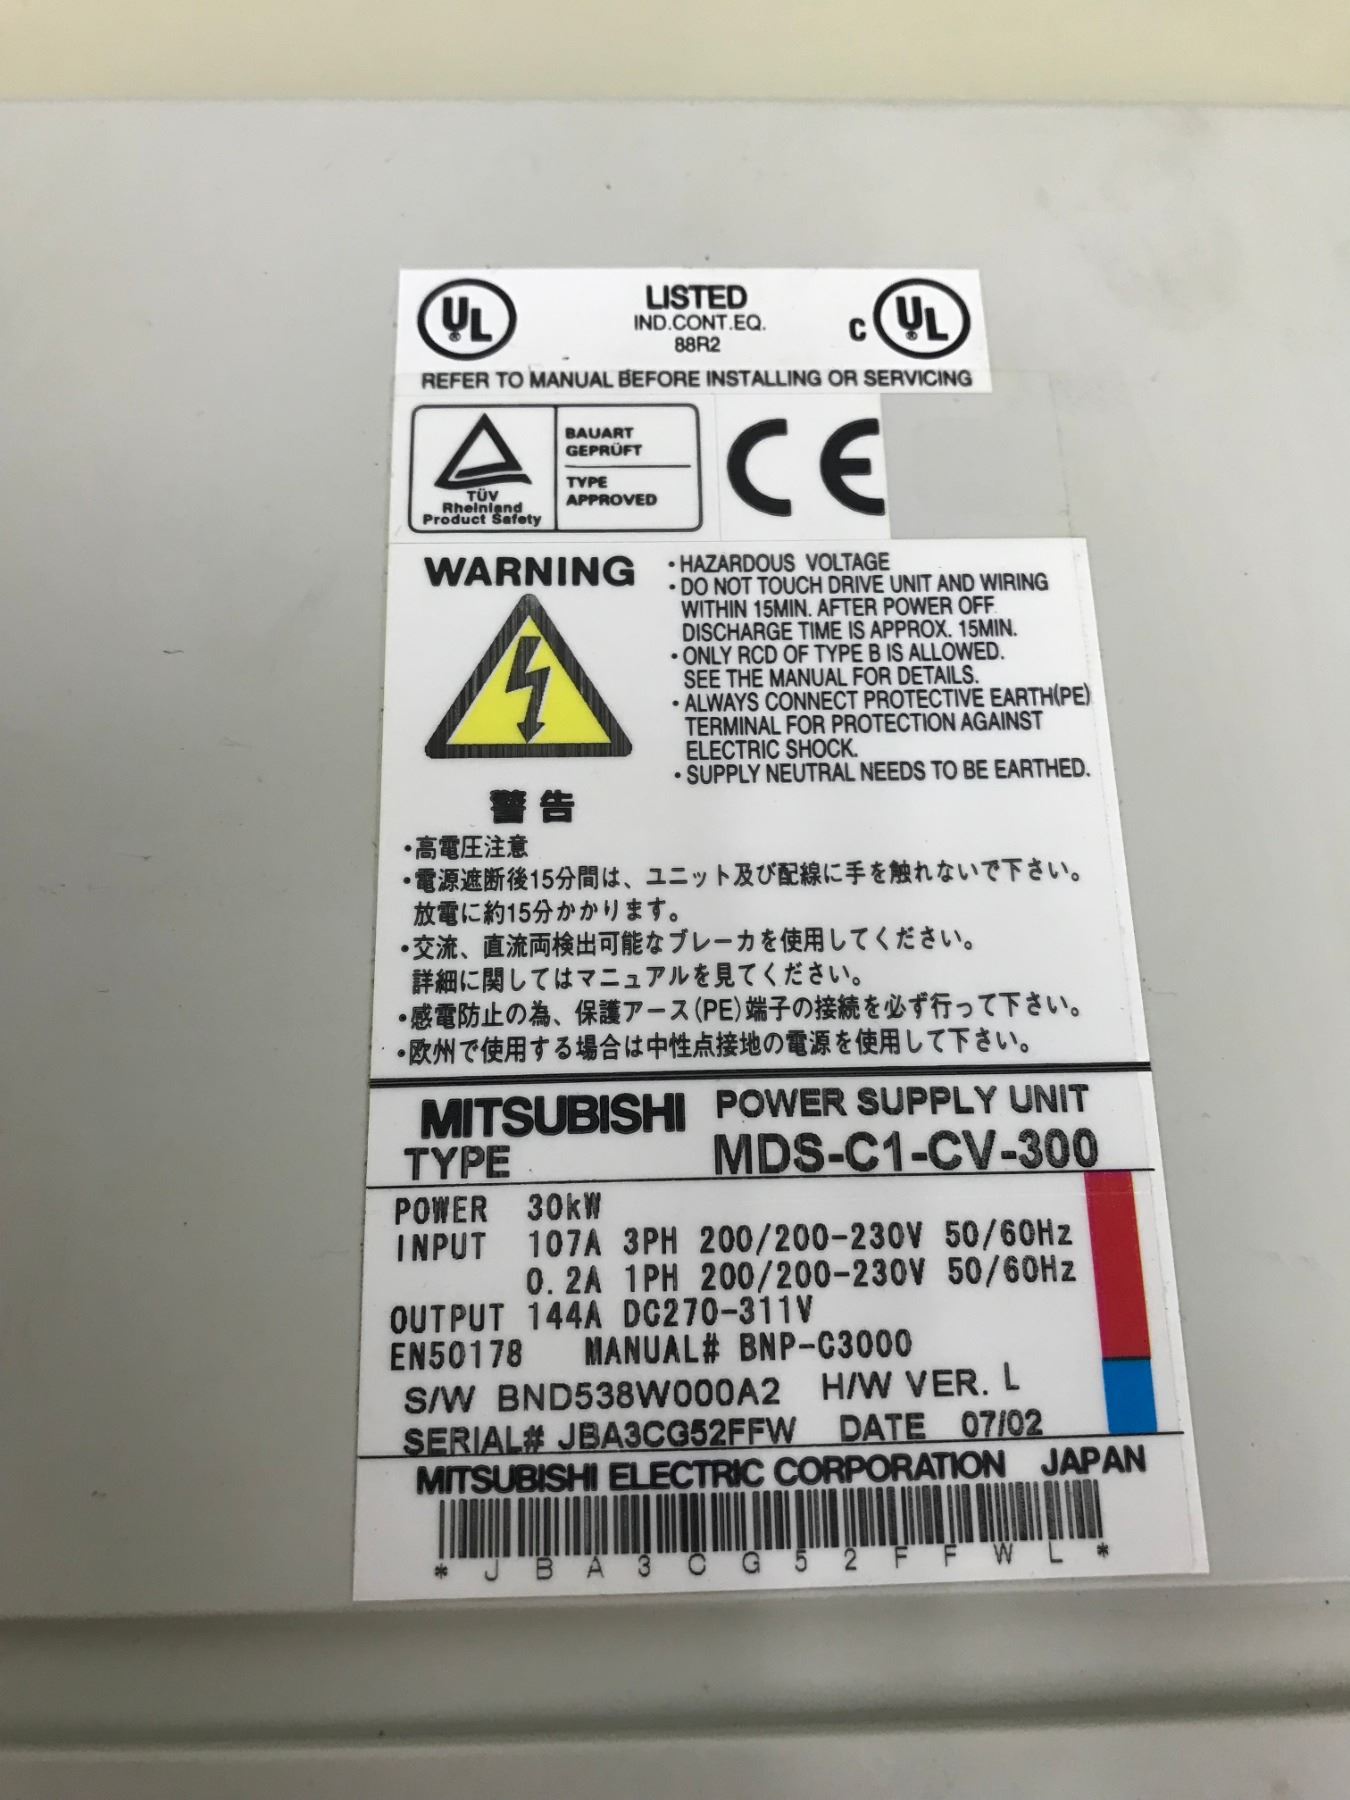 UL LISTED C UL
IND.CONT.EQ.
88R2
REFER TO MANUAL BEFORE INSTALLING OR SERVICING
TÜV
Rheinland
Product Safety
BAUART
GEPRÜFT
TYPE
APPROVED
CE
WARNING
・HAZARDOUS VOLTAGE
・DO NOT TOUCH DRIVE UNIT AND WIRING
WITHIN 15MIN. AFTER POWER OFF.
DISCHARGE TIME IS APPROX. 15MIN.
・ONLY RCD OF TYPE B IS ALLOWED.
SEE THE MANUAL FOR DETAILS.
・ALWAYS CONNECT PROTECTIVE EARTH(PE)
TERMINAL FOR PROTECTION AGAINST
ELECTRIC SHOCK.
・SUPPLY NEUTRAL NEEDS TO BE EARTHED.
警告
・高電圧注意
・電源遮断後15分間は、ユニット及び配線に手を触れないで下さい。
放電に約15分かかります。
・交流、直流両検出可能なブレーカを使用してください。
詳細に関してはマニュアルを見てください。
・感電防止の為、保護アース(PE)端子の接続を必ず行って下さい。
・欧州で使用する場合は中性点接地の電源を使用して下さい。
MITSUBISHI POWER SUPPLY UNIT
TYPE MDS-C1-CV-300
POWER 30kW
INPUT 107A 3PH 200/200-230V 50/60Hz
0.2A 1PH 200/200-230V 50/60Hz
OUTPUT 144A DC270-311V
EN50178 MANUAL# BNP-C3000
S/W BND538W000A2 H/W VER. L
SERIAL# JBA3CG52FFW DATE 07/02
MITSUBISHI ELECTRIC CORPORATION JAPAN
* J B A 3 C G 5 2 F F W L *